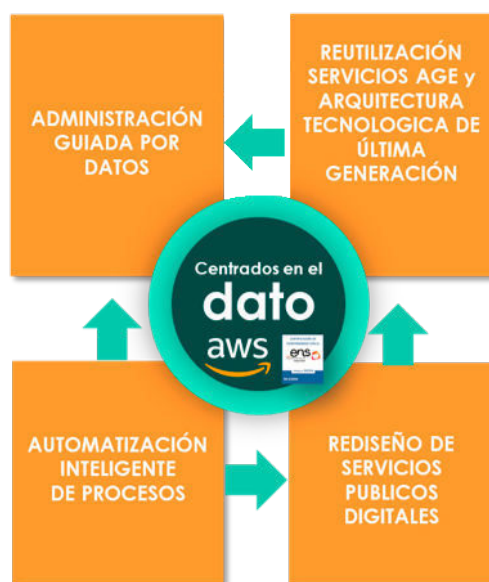 ADMINISTRACIÓN
GUIADA POR
DATOS
REUTILIZACIÓN
SERVICIOS AGE y
ARQUITECTURA
TECNOLOGICA DE
ÚLTIMA
GENERACIÓN
Centrados en el
dato
aws
ens
AUTOMATIZACIÓN
INTELIGENTE
DE PROCESOS
REDISEÑO DE
SERVICIOS
PUBLICOS
DIGITALES